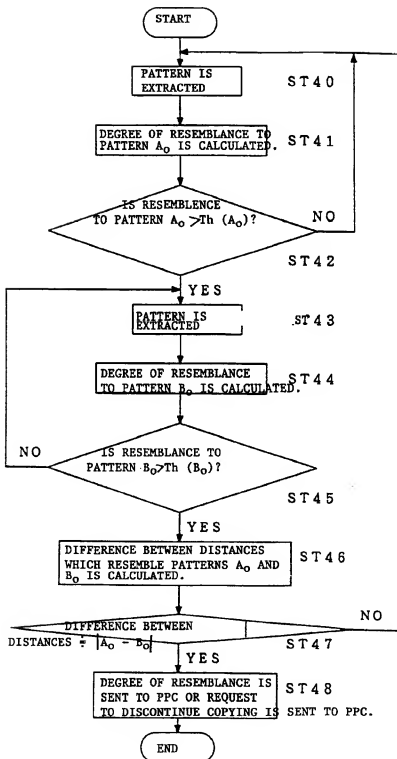 START
PATTERN IS
EXTRACTED
ST40
DEGREE OF RESEMBLANCE TO
PATTERN A₀ IS CALCULATED.
ST41
IS RESEMBLENCE
TO PATTERN A₀ >Th (A₀)?
NO
ST42
YES
PATTERN IS
EXTRACTED
ST43
DEGREE OF RESEMBLANCE
TO PATTERN B₀ IS CALCULATED.
ST44
NO
IS RESEMBLANCE TO
PATTERN B₀>Th (B₀)?
ST45
YES
DIFFERENCE BETWEEN DISTANCES
WHICH RESEMBLE PATTERNS A₀ AND
B₀ IS CALCULATED.
ST46
DIFFERENCE BETWEEN
DISTANCES ≒ |A₀ - B₀|
NO
ST47
YES
DEGREE OF RESEMBLANCE IS
SENT TO PPC OR REQUEST
TO DISCONTINUE COPYING IS SENT TO PPC.
ST48
END